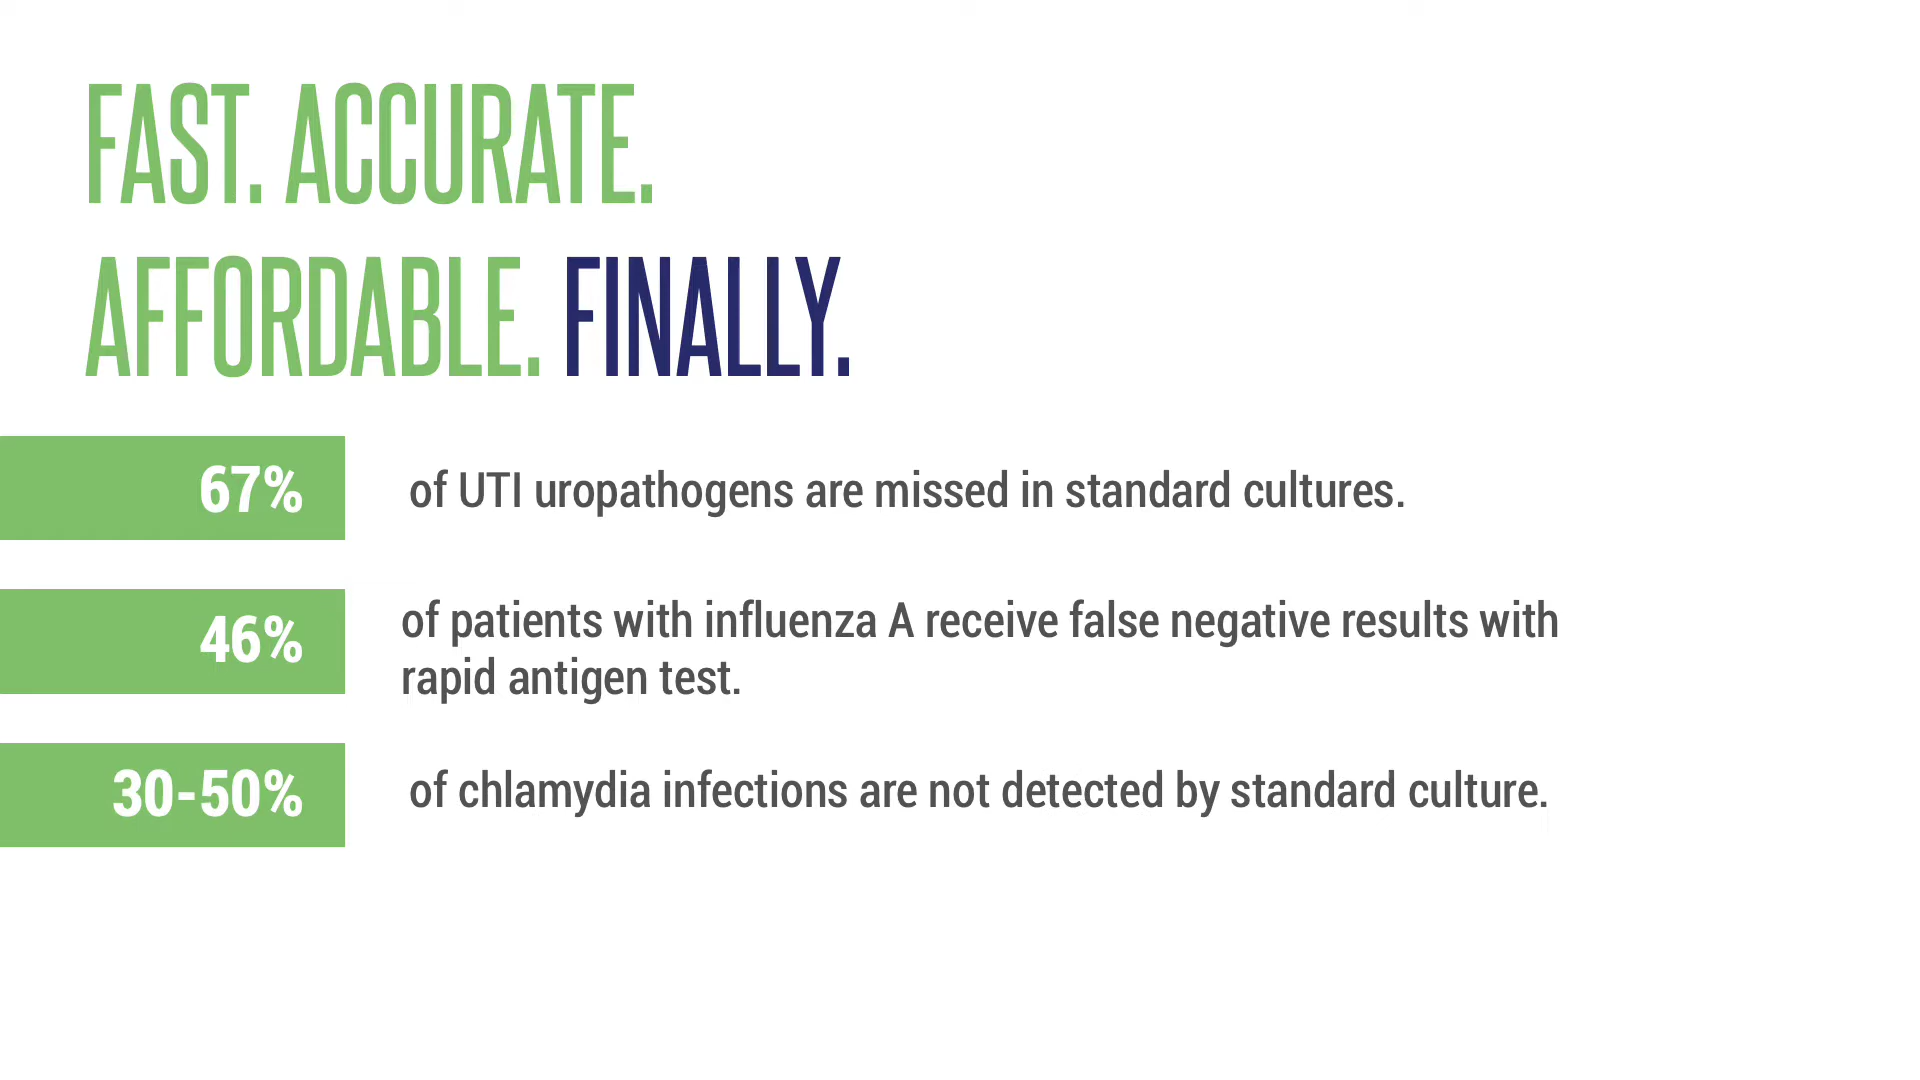 FAST. ACCURATE.
AFFORDABLE. FINALLY.
67% of UTI uropathogens are missed in standard cultures.
46% of patients with influenza A receive false negative results with
rapid antigen test.
30-50% of chlamydia infections are not detected by standard culture.